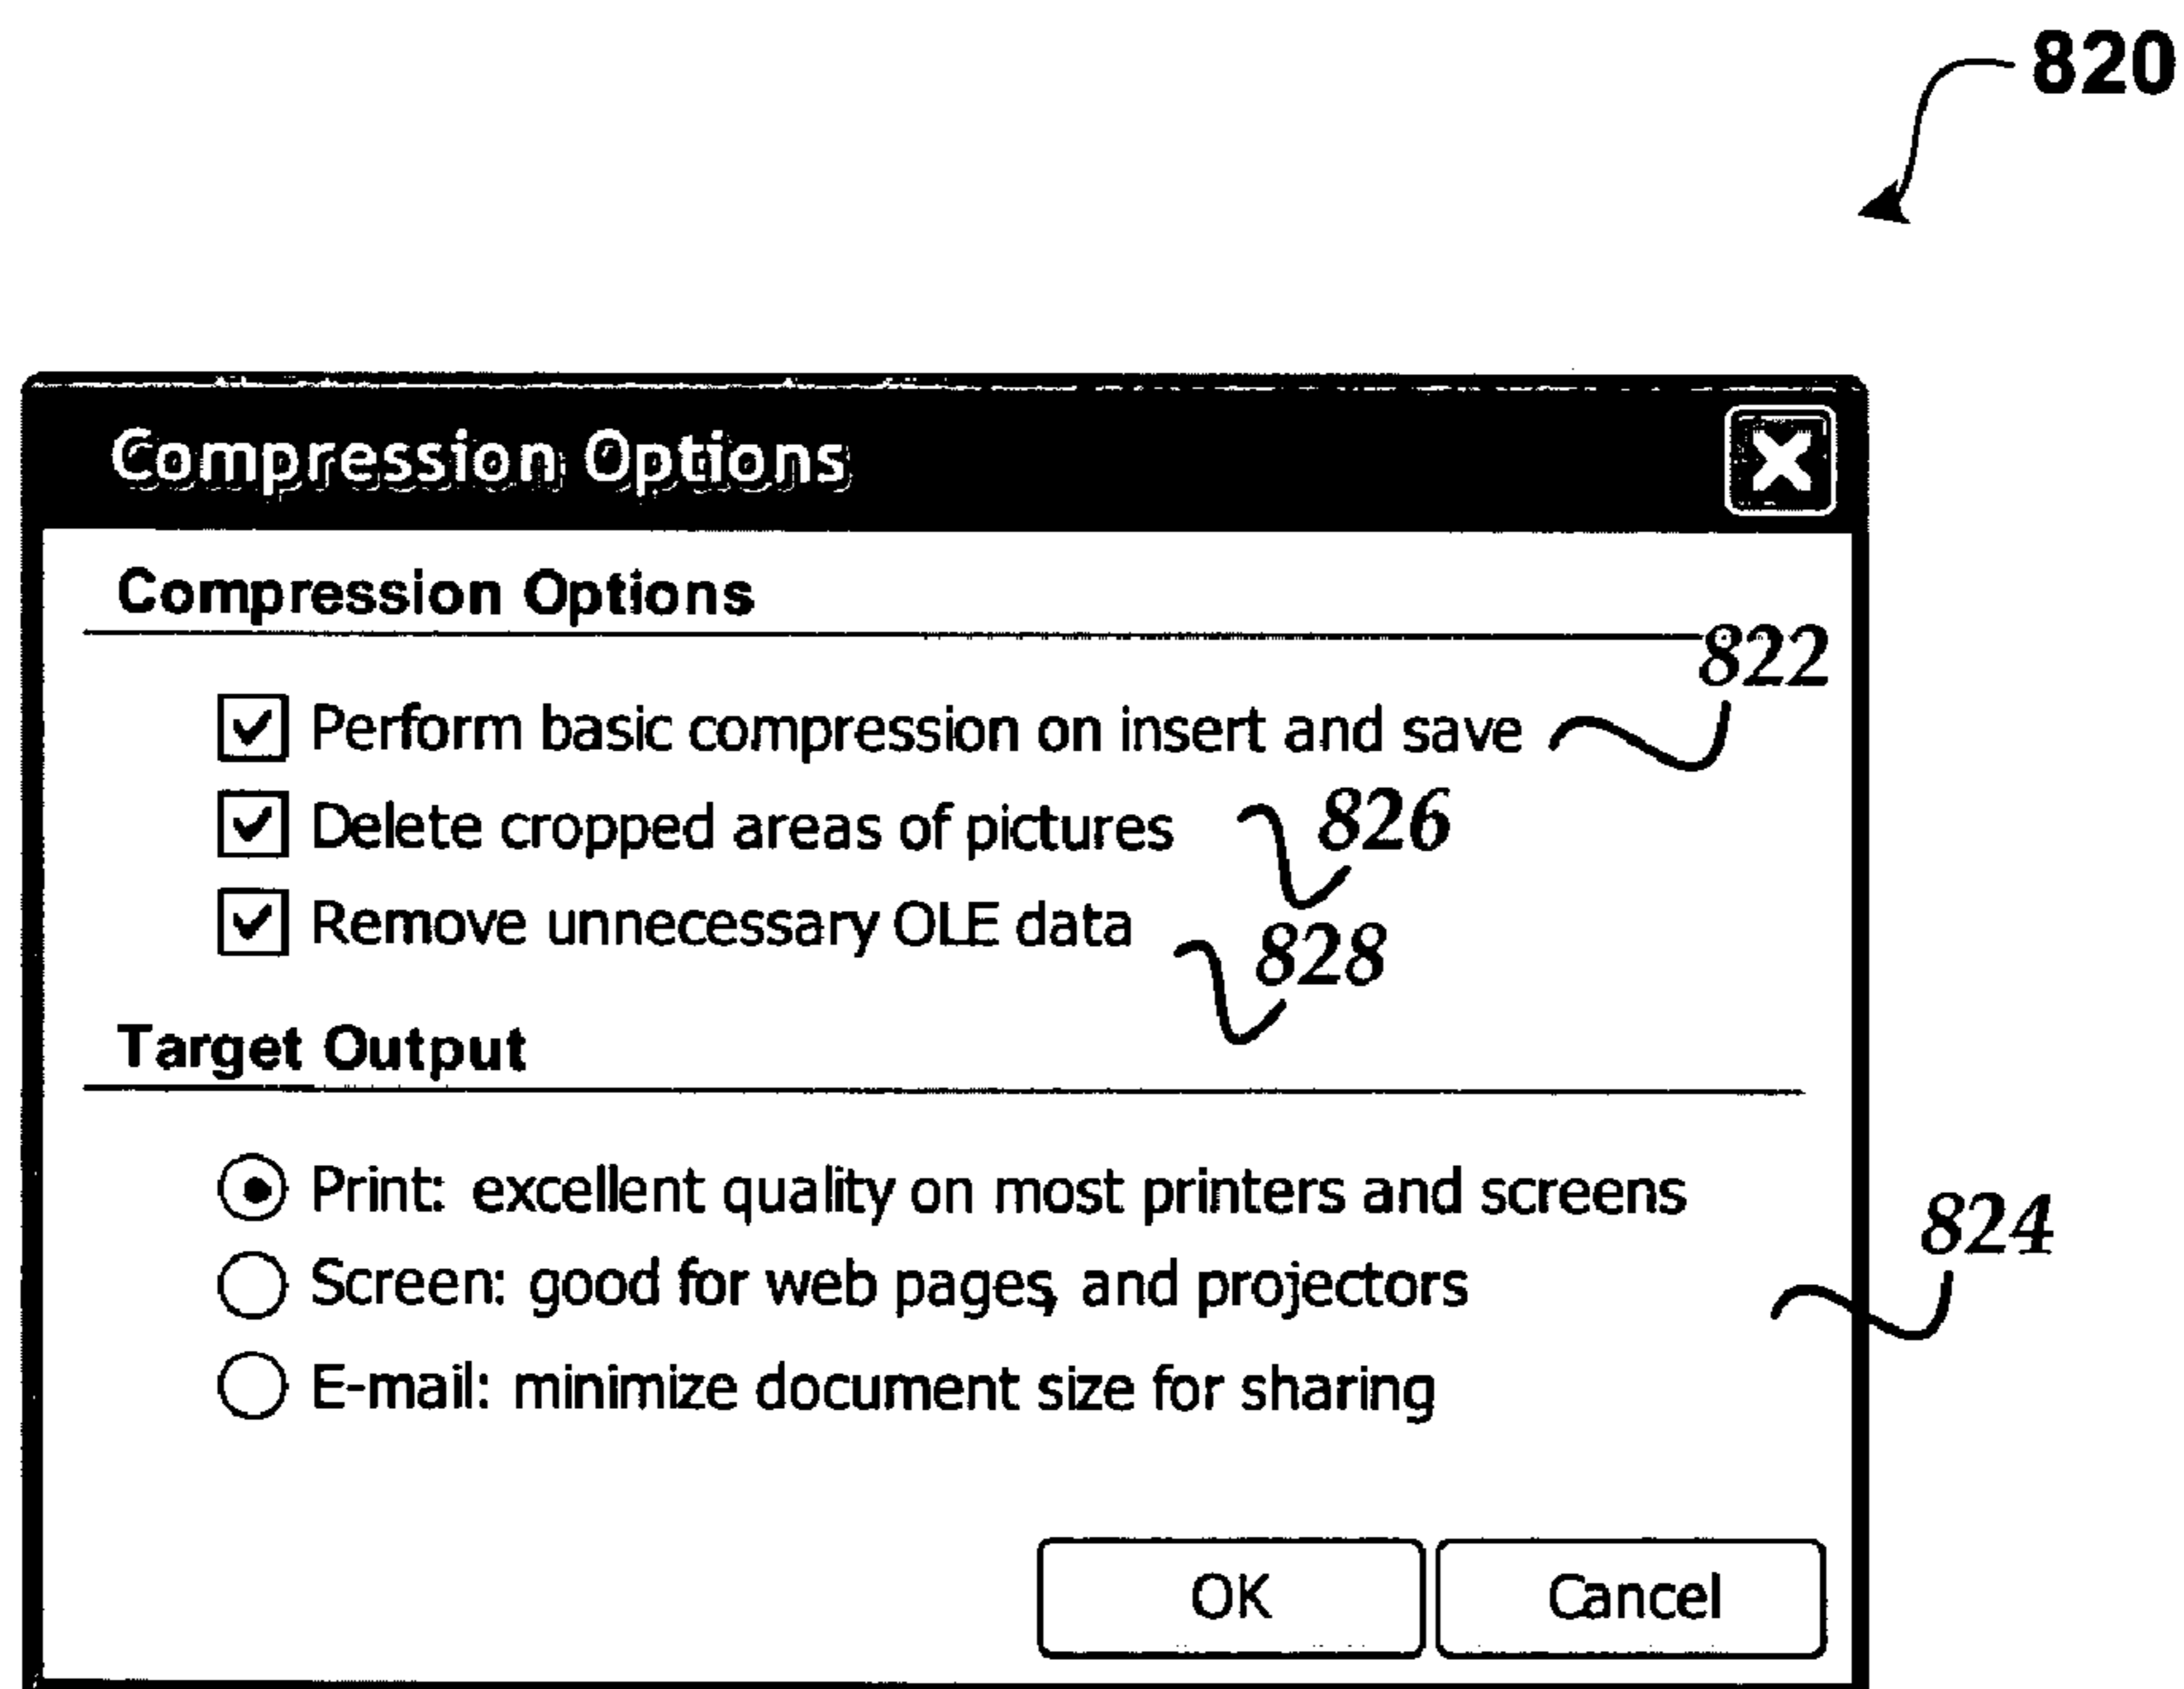 820
Compression Options
Compression Options
822
Perform basic compression on insert and save
Delete cropped areas of pictures 826
Remove unnecessary OLE data 828
Target Output
Print: excellent quality on most printers and screens
824
Screen: good for web pages, and projectors
E-mail: minimize document size for sharing
OK Cancel